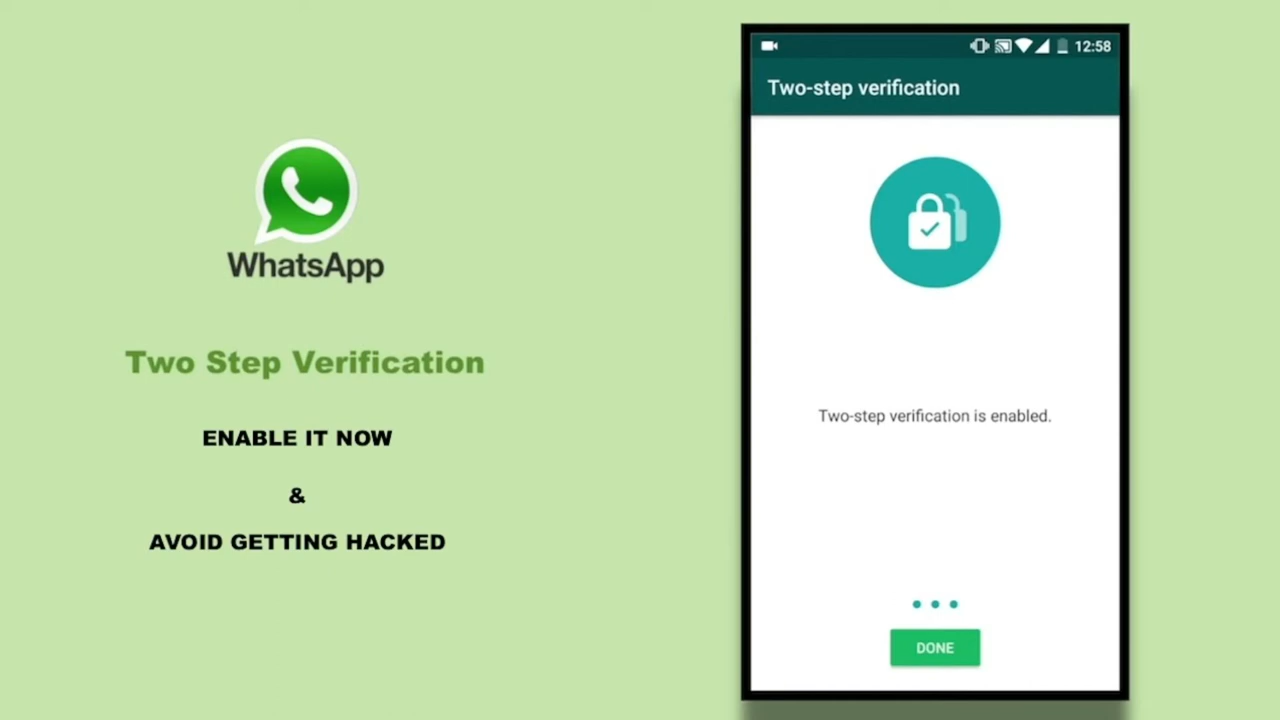 WhatsApp
Two Step Verification
ENABLE IT NOW
&
AVOID GETTING HACKED
12:58
Two-step verification
Two-step verification is enabled.
DONE